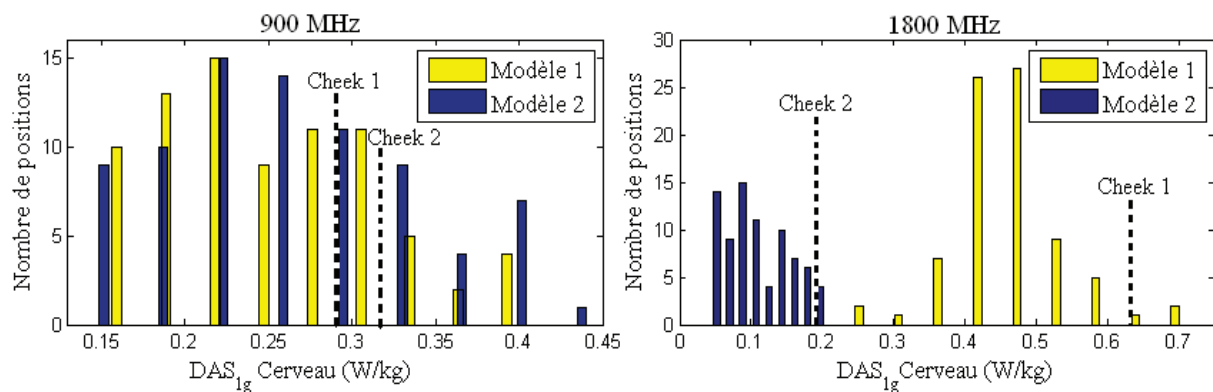 900 MHz
Nombre de positions
15
10
5
0
Modèle 1
Modèle 2
Cheek 1
Cheek 2
0.15 0.2 0.25 0.3 0.35 0.4 0.45
DAS1g Cerveau (W/kg)
1800 MHz
Nombre de positions
30
25
20
15
10
5
0
Modèle 1
Modèle 2
Cheek 2
Cheek 1
0 0.1 0.2 0.3 0.4 0.5 0.6 0.7
DAS1g Cerveau (W/kg)